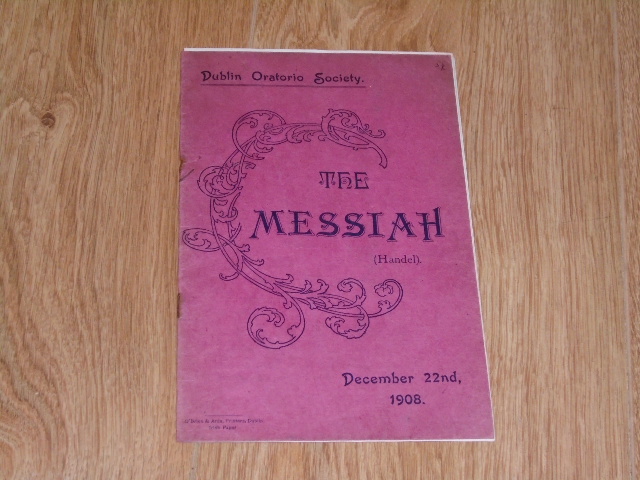 Dublin Oratorio Society.
THE
MESSIAH
(Handel).
December 22nd,
1908.